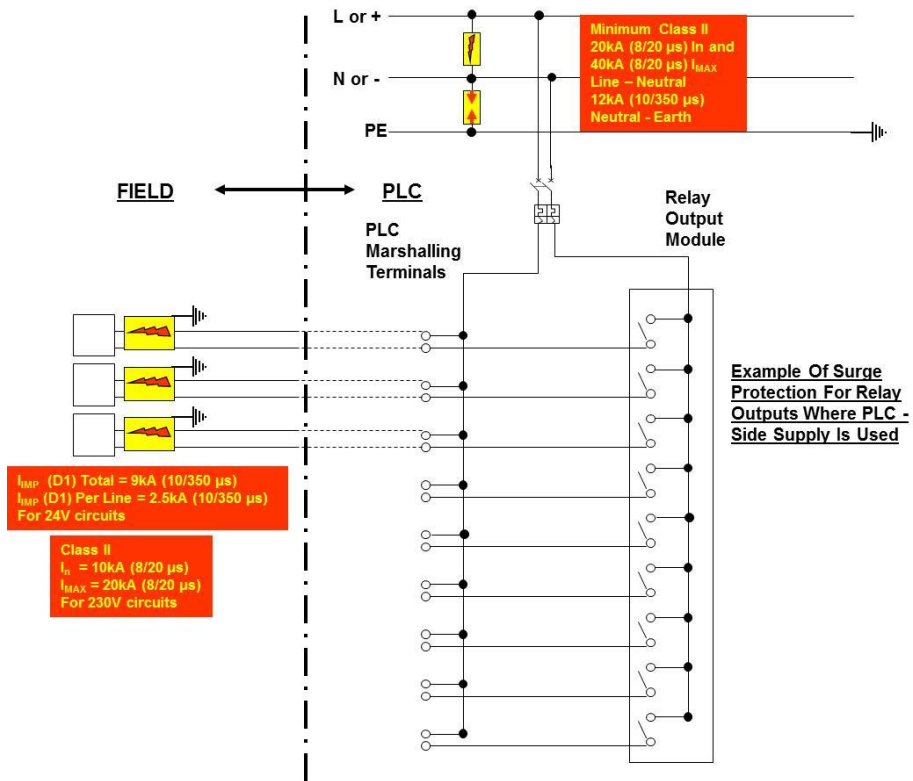 L or +
N or -
PE
Minimum Class II
20kA (8/20 µs) In and
40kA (8/20 µs) IMAX
Line – Neutral
12kA (10/350 µs)
Neutral - Earth
FIELD
PLC
PLC
Marshalling
Terminals
Relay
Output
Module
Example Of Surge
Protection For Relay
Outputs Where PLC -
Side Supply Is Used
IIMP (D1) Total = 9kA (10/350 µs)
IIMP (D1) Per Line = 2.5kA (10/350 µs)
For 24V circuits
Class II
In = 10kA (8/20 µs)
IMAX = 20kA (8/20 µs)
For 230V circuits